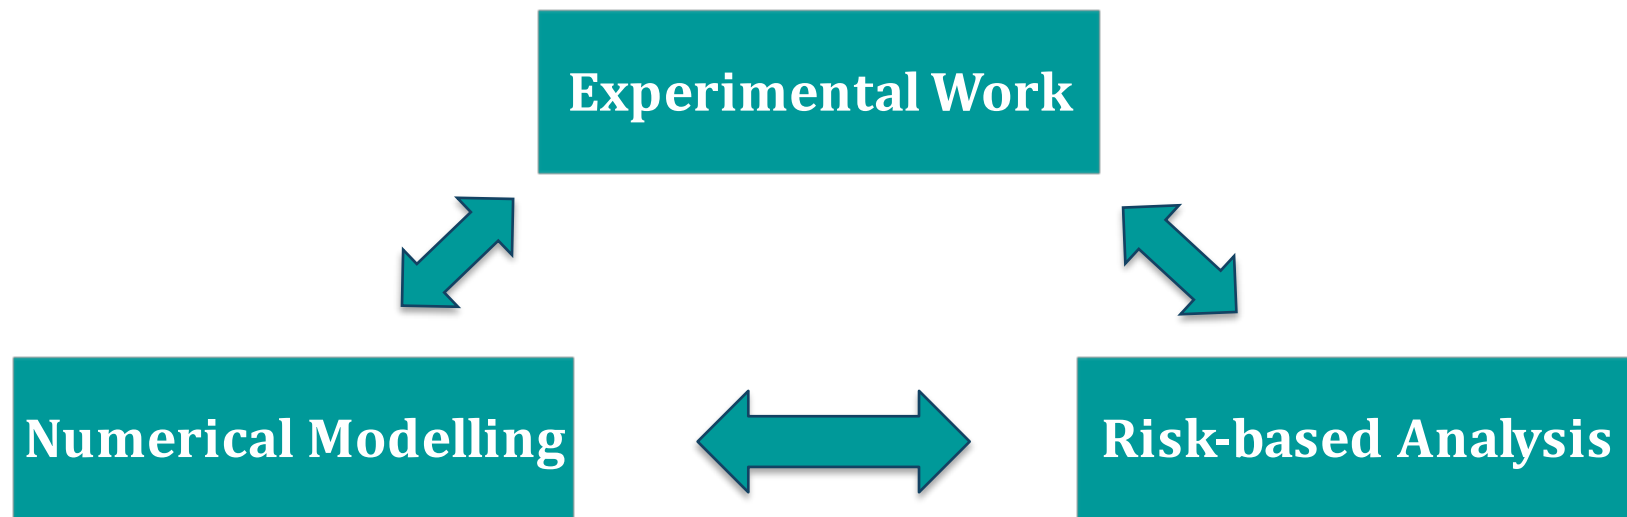 Experimental Work
Numerical Modelling
Risk-based Analysis